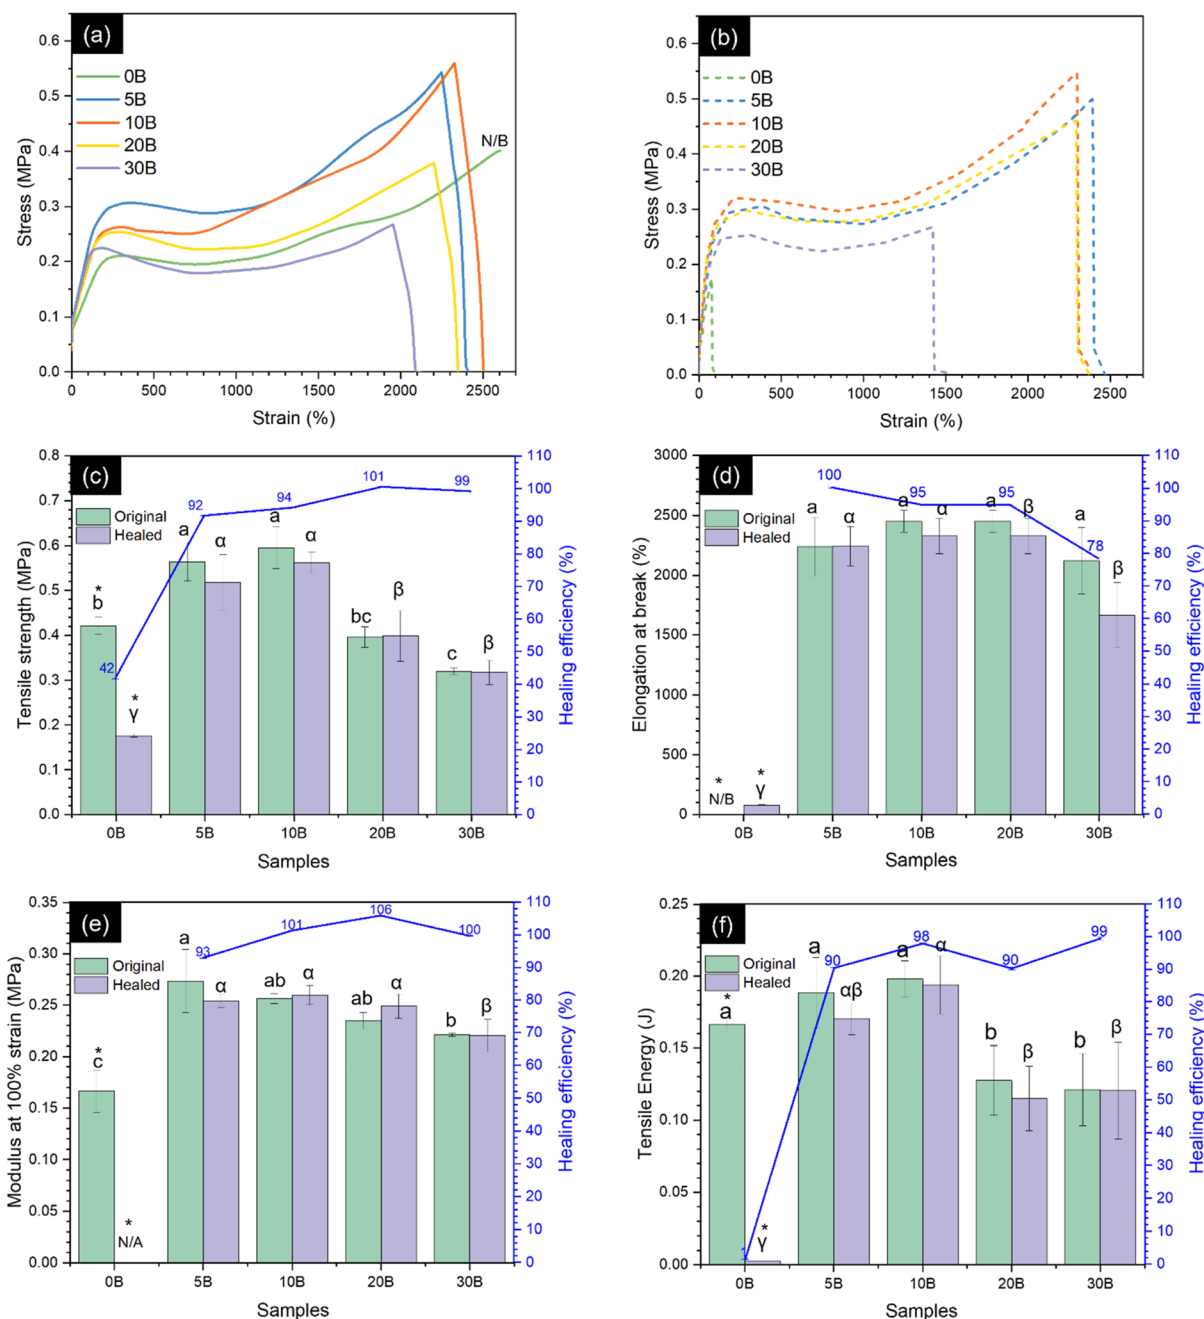 (a)
0B
5B
10B
20B
30B
N/B
Stress (MPa)
0.6
0.5
0.4
0.3
0.2
0.1
0.0
0 500 1000 1500 2000 2500
Strain (%)
(b)
0B
5B
10B
20B
30B
Stress (MPa)
0.6
0.5
0.4
0.3
0.2
0.1
0.0
0 500 1000 1500 2000 2500
Strain (%)
(c)
Original
Healed
Tensile strength (MPa)
0.8
0.7
0.6
0.5
0.4
0.3
0.2
0.1
0.0
42 92 94 101 99
* b * γ a α a α bc β c β
110
100
90
80
70
60
50
40
30
20
10
0
Healing efficiency (%)
0B 5B 10B 20B 30B
Samples
(d)
Original
Healed
Elongation at break (%)
3000
2500
2000
1500
1000
500
0
100 95 95 78
* N/B * γ a α a α a β a β
110
100
90
80
70
60
50
40
30
20
10
0
Healing efficiency (%)
0B 5B 10B 20B 30B
Samples
(e)
Original
Healed
Modulus at 100% strain (MPa)
0.35
0.30
0.25
0.20
0.15
0.10
0.05
0.00
93 101 106 100
* c * N/A a α ab α ab α b β
110
100
90
80
70
60
50
40
30
20
10
0
Healing efficiency (%)
0B 5B 10B 20B 30B
Samples
(f)
Original
Healed
Tensile Energy (J)
0.25
0.20
0.15
0.10
0.05
0.00
1 90 98 90 99
* a * γ a αβ a α b β b β
110
100
90
80
70
60
50
40
30
20
10
0
Healing efficiency (%)
0B 5B 10B 20B 30B
Samples